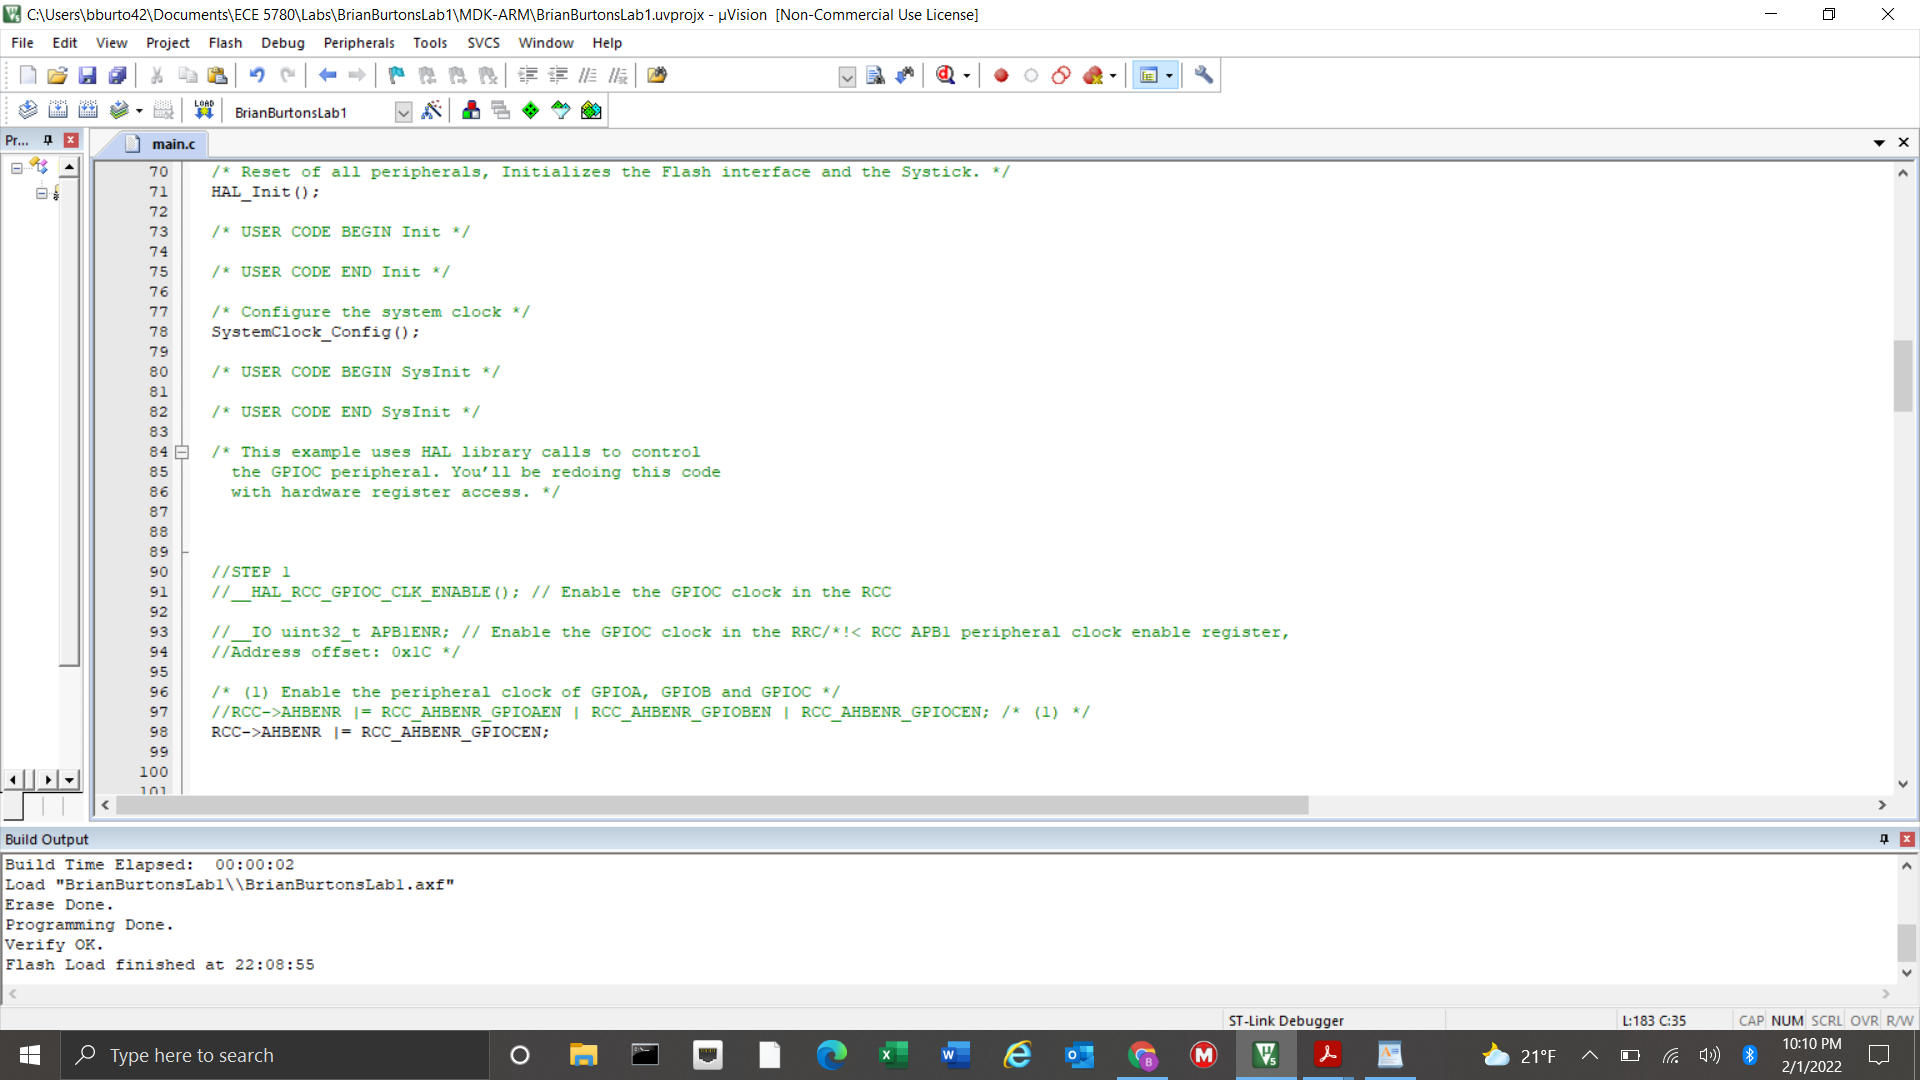 C:\Users\bburto42\Documents\ECE 5780\Labs\BrianBurtonsLab1\MDK-ARM\BrianBurtonsLab1.uvprojx - µVision  [Non-Commercial Use License]
File Edit View Project Flash Debug Peripherals Tools SVCS Window Help
LOAD BrianBurtonsLab1
Pr...
main.c
70 /* Reset of all peripherals, Initializes the Flash interface and the Systick. */
71 HAL_Init();
72
73 /* USER CODE BEGIN Init */
74
75 /* USER CODE END Init */
76
77 /* Configure the system clock */
78 SystemClock_Config();
79
80 /* USER CODE BEGIN SysInit */
81
82 /* USER CODE END SysInit */
83
84 /* This example uses HAL library calls to control
85 the GPIOC peripheral. You’ll be redoing this code
86 with hardware register access. */
87
88
89
90 //STEP 1
91 //__HAL_RCC_GPIOC_CLK_ENABLE(); // Enable the GPIOC clock in the RCC
92
93 //__IO uint32_t APB1ENR; // Enable the GPIOC clock in the RRC/*!< RCC APB1 peripheral clock enable register,
94 //Address offset: 0x1C */
95
96 /* (1) Enable the peripheral clock of GPIOA, GPIOB and GPIOC */
97 //RCC->AHBENR |= RCC_AHBENR_GPIOAEN | RCC_AHBENR_GPIOBEN | RCC_AHBENR_GPIOCEN; /* (1) */
98 RCC->AHBENR |= RCC_AHBENR_GPIOCEN;
99
100
101
Build Output
Build Time Elapsed:  00:00:02
Load "BrianBurtonsLab1\\BrianBurtonsLab1.axf"
Erase Done.
Programming Done.
Verify OK.
Flash Load finished at 22:08:55
ST-Link Debugger L:183 C:35 CAP NUM SCRL OVR R/W
Type here to search
21°F
10:10 PM
2/1/2022